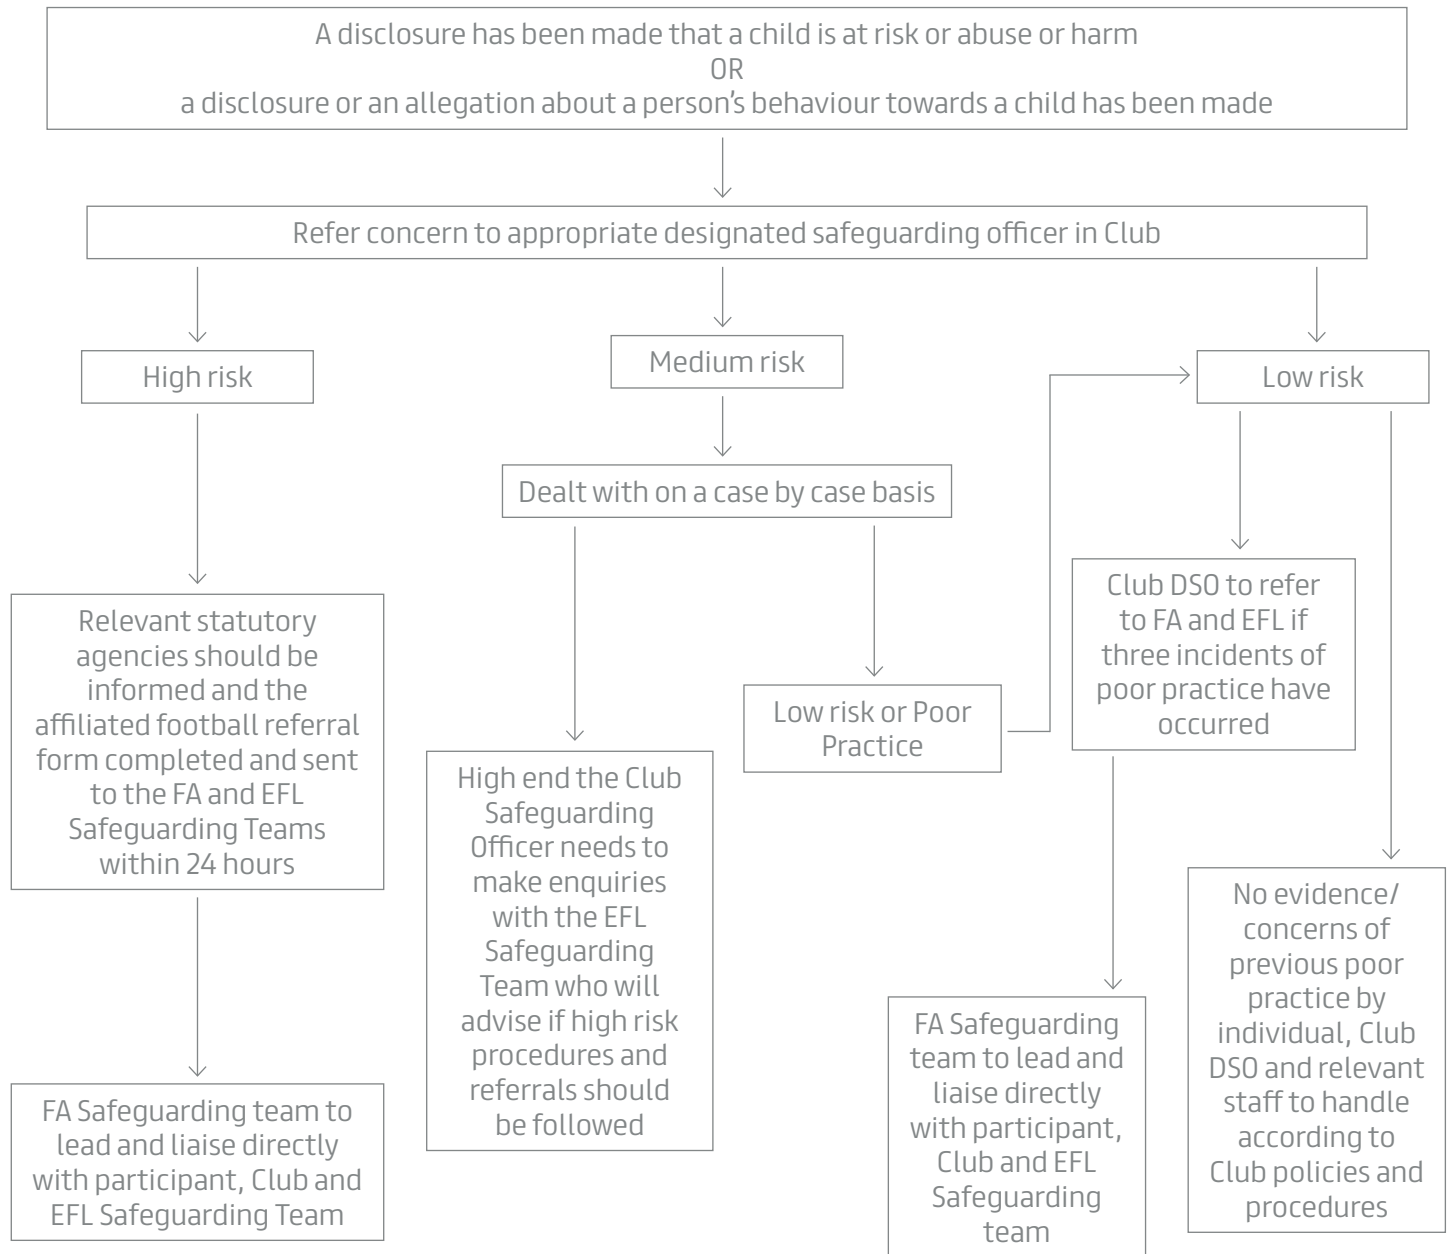 A disclosure has been made that a child is at risk or abuse or harm
OR
a disclosure or an allegation about a person's behaviour towards a child has been made
Refer concern to appropriate designated safeguarding officer in Club
High risk
Medium risk
Low risk
Dealt with on a case by case basis
Relevant statutory
agencies should be
informed and the
affiliated football referral
form completed and sent
to the FA and EFL
Safeguarding Teams
within 24 hours
FA Safeguarding team to
lead and liaise directly
with participant, Club and
EFL Safeguarding Team
High end the Club
Safeguarding
Officer needs to
make enquiries
with the EFL
Safeguarding
Team who will
advise if high risk
procedures and
referrals should
be followed
Low risk or Poor
Practice
Club DSO to refer
to FA and EFL if
three incidents of
poor practice have
occurred
FA Safeguarding
team to lead and
liaise directly
with participant,
Club and EFL
Safeguarding
team
No evidence/
concerns of
previous poor
practice by
individual, Club
DSO and relevant
staff to handle
according to
Club policies and
procedures